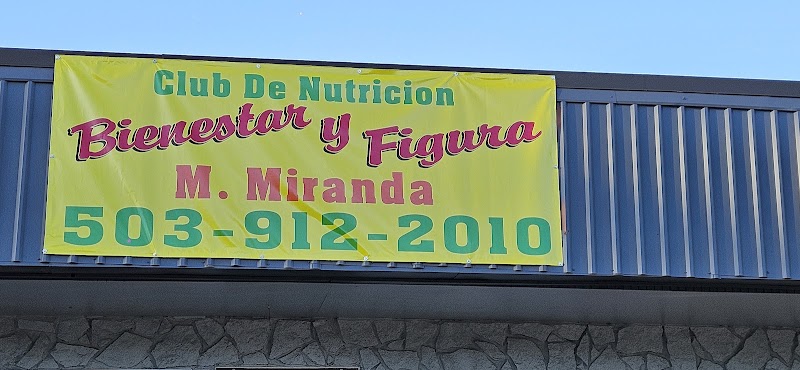 Club De Nutricion
Bienestar y Figura
M. Miranda
503-912-2010